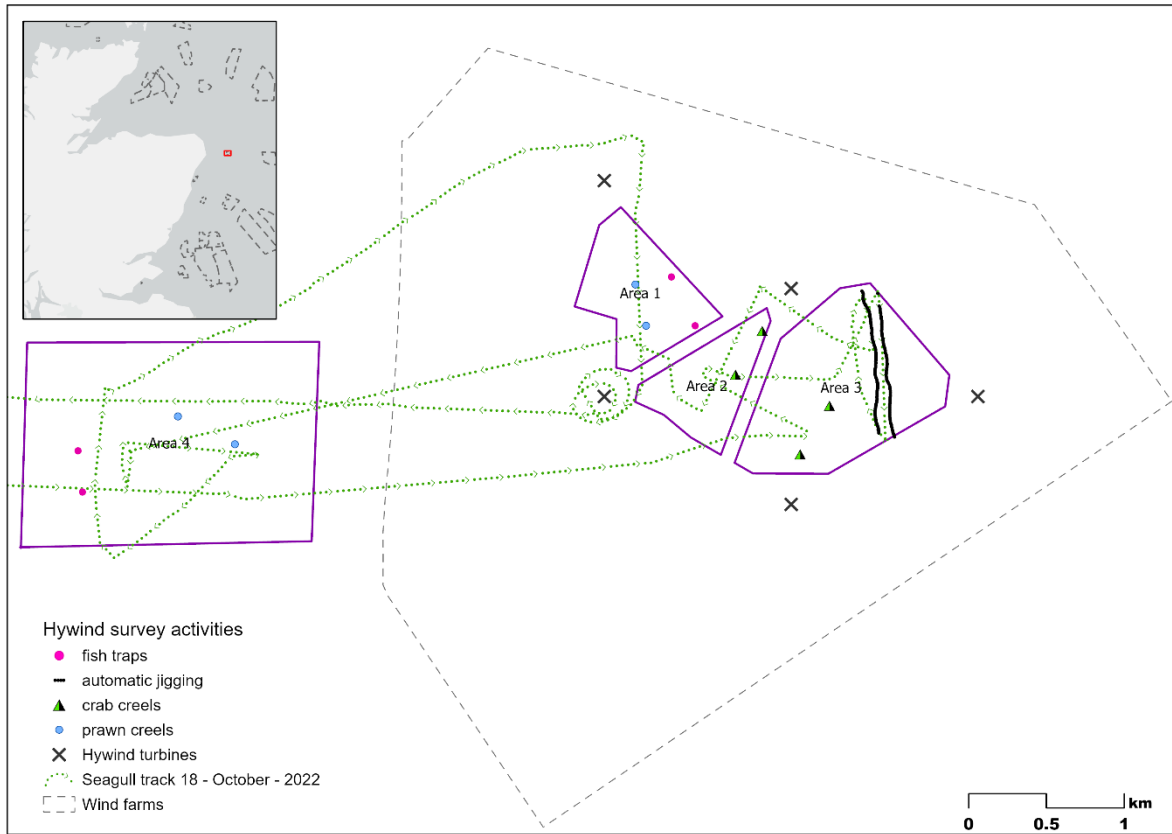 Area 1
Area 2
Area 3
Area 4
Hywind survey activities
fish traps
automatic jigging
crab creels
prawn creels
Hywind turbines
Seagull track 18 - October - 2022
Wind farms
km
0 0.5 1